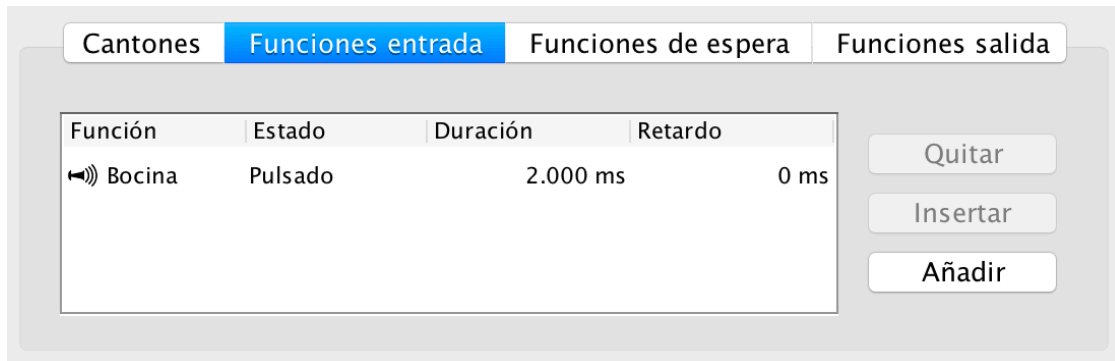 Cantones Funciones entrada Funciones de espera Funciones salida
Función Estado Duración Retardo
Bocina Pulsado 2.000 ms 0 ms
Quitar
Insertar
Añadir